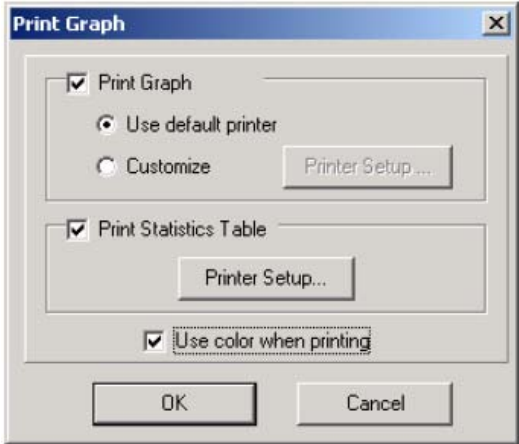 Print Graph
Print Graph
Use default printer
Customize
Printer Setup ...
Print Statistics Table
Printer Setup...
Use color when printing
OK
Cancel